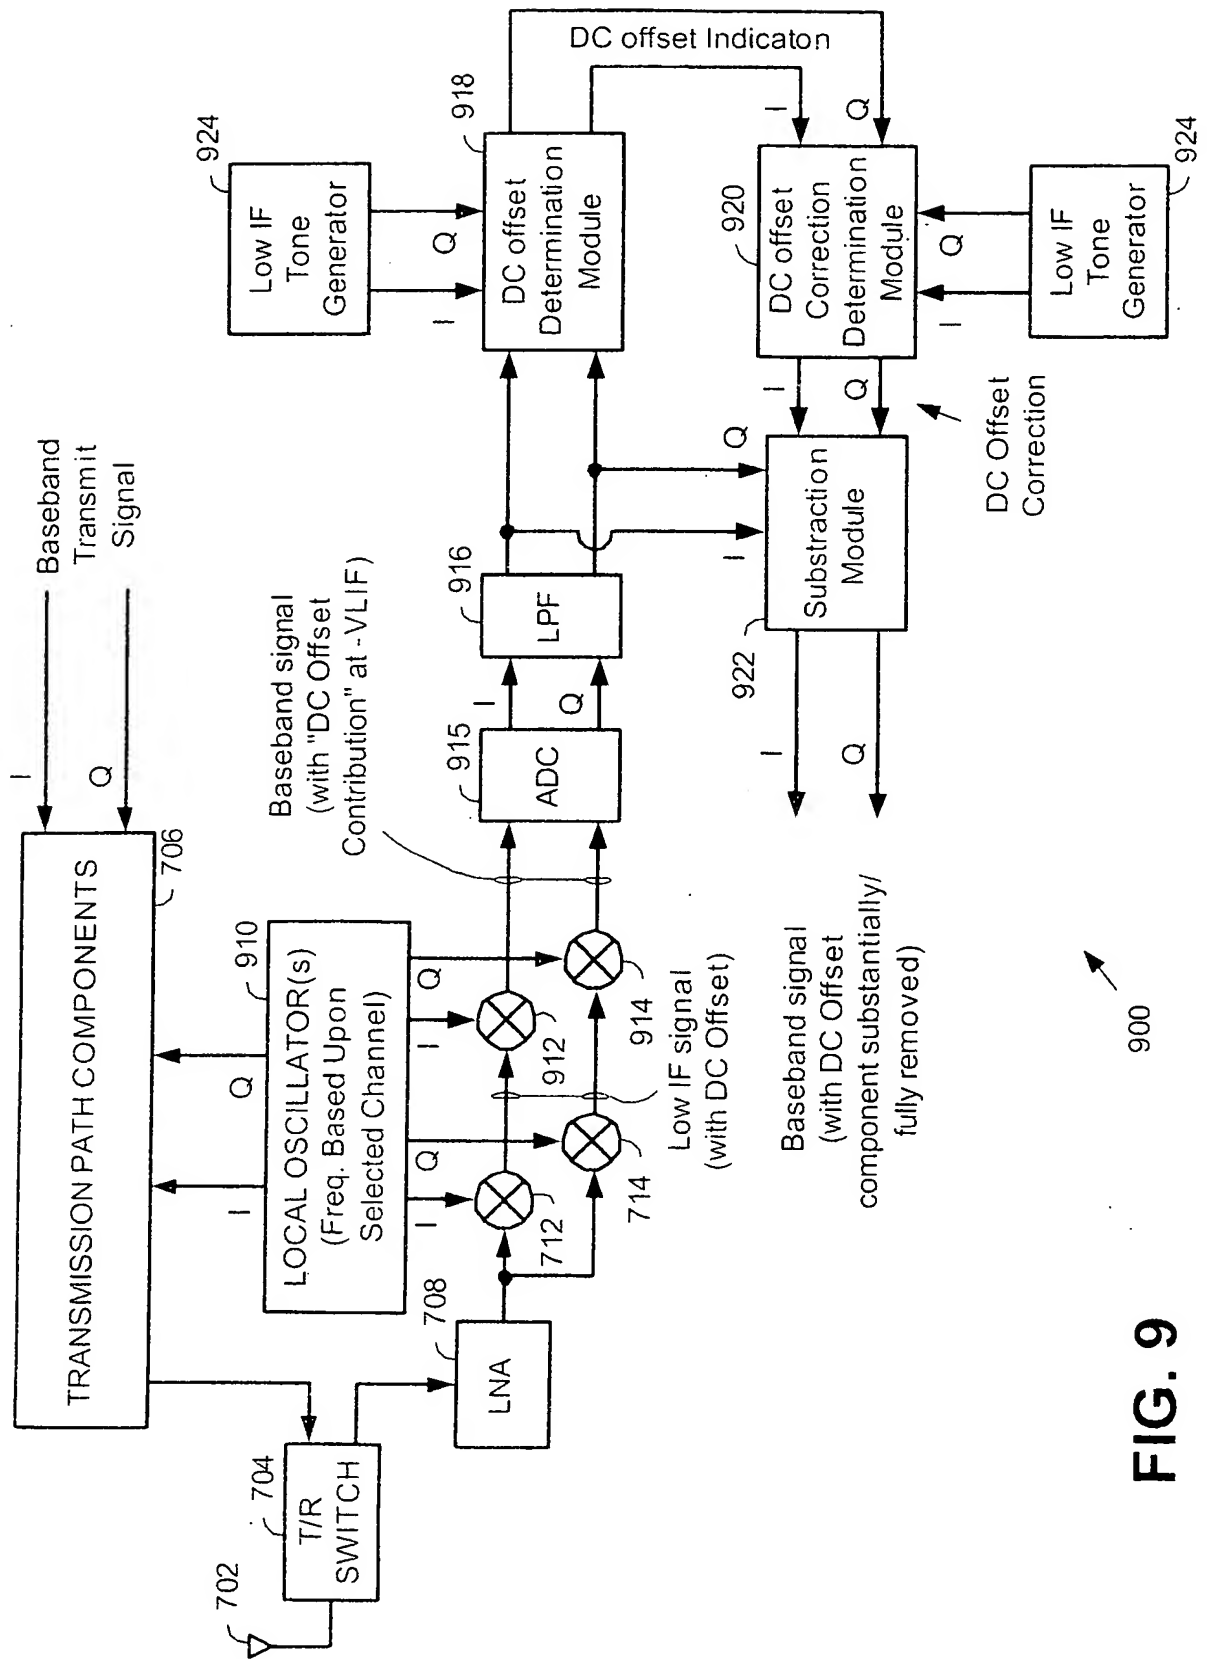 Baseband
Transmit
Signal
I
Q
TRANSMISSION PATH COMPONENTS
706
702
704
T/R
SWITCH
708
LNA
LOCAL OSCILLATOR(s)
(Freq. Based Upon
Selected Channel)
910
I
Q
I
Q
I
Q
712
714
912
914
Low IF signal
(with DC Offset)
Baseband signal
(with "DC Offset
Contribution" at -VLIF)
915
ADC
I
Q
916
LPF
924
Low IF
Tone
Generator
I
Q
918
DC offset
Determination
Module
DC offset Indicaton
I
Q
920
DC offset
Correction
Determination
Module
I
Q
Low IF
Tone
Generator
924
I
Q
DC Offset
Correction
I
Q
922
Substraction
Module
I
Q
Baseband signal
(with DC Offset
component substantially/
fully removed)
900
FIG. 9